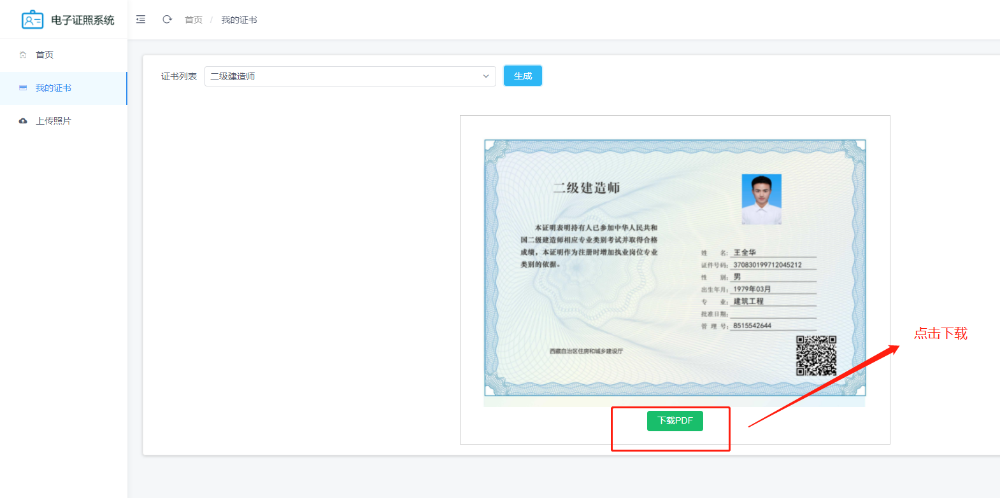 电子证照系统
首页 / 我的证书
首页
我的证书
上传照片
证书列表
二级建造师
生成
二级建造师
本证明表明持有人已参加中华人民共和
国二级建造师相应专业类别考试并取得合格
成绩，本证明作为注册时增加执业岗位专业
类别的依据。
姓 名： 王全华
证件号码： 370830199712045212
性 别： 男
出生年月： 1979年03月
专 业： 建筑工程
批准日期：
管 理 号： 8515542644
西藏自治区住房和城乡建设厅
下载PDF
点击下载